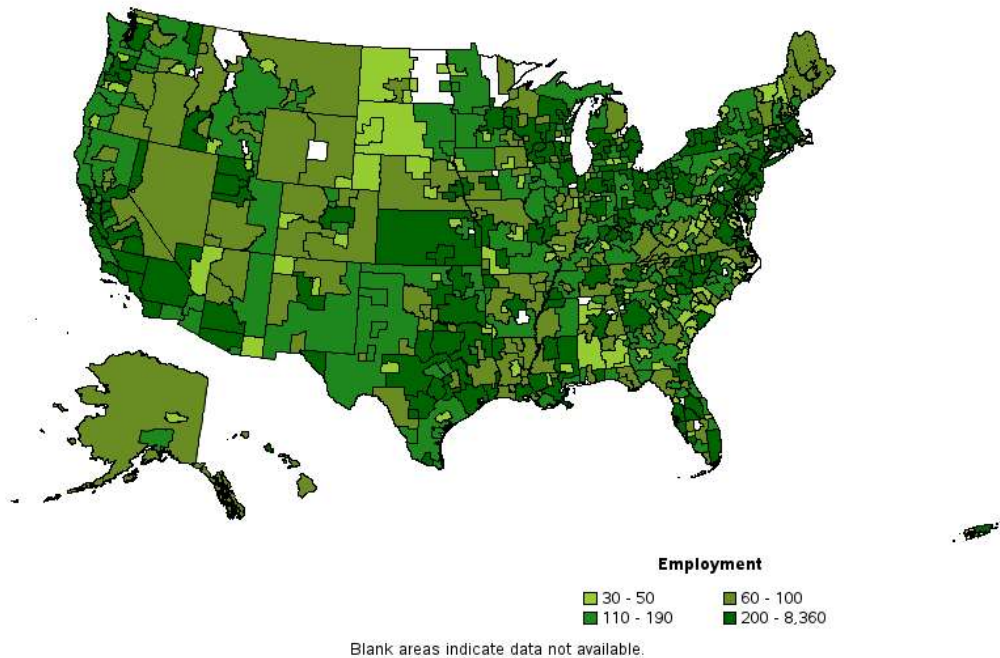 Employment
30 - 50
60 - 100
110 - 190
200 - 8,360
Blank areas indicate data not available.